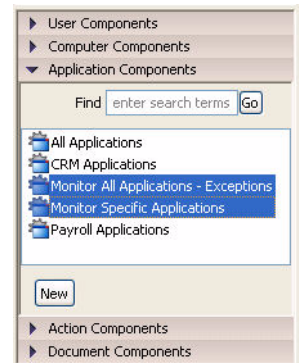 User Components
Computer Components
Application Components
Find enter search terms Go
All Applications
CRM Applications
Monitor All Applications - Exceptions
Monitor Specific Applications
Payroll Applications
New
Action Components
Document Components